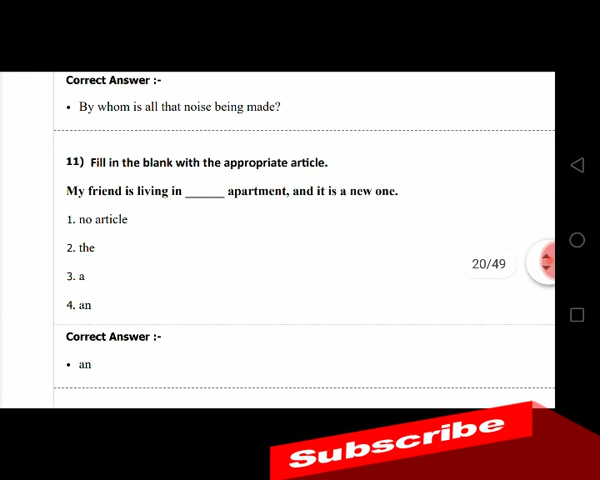 Correct Answer :-
• By whom is all that noise being made?
11) Fill in the blank with the appropriate article.
My friend is living in ______ apartment, and it is a new one.
1. no article
2. the
20/49
3. a
4. an
Correct Answer :-
• an
Subscribe